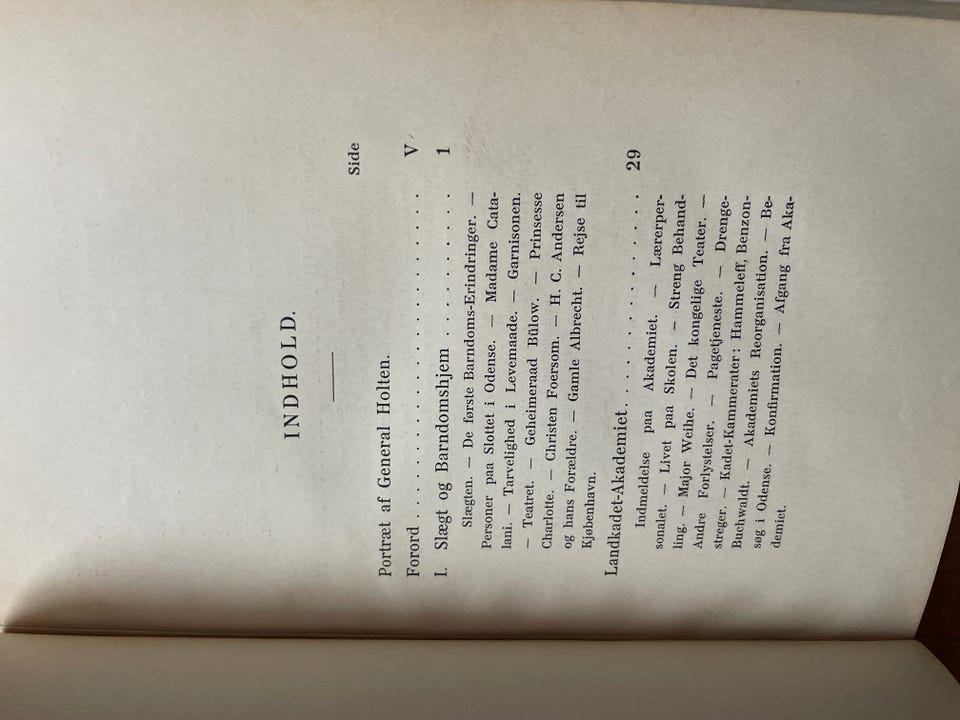 INDHOLD.
Side
Portræt af General Holten.
Forord . . . . . . . . . . . . . . . . . . . . . . . V
I. Slægt og Barndomshjem . . . . . . . . . . 1
Slægten. — De første Barndoms-Erindringer. —
Personer paa Slottet i Odense. — Madame Cata-
lani. — Tarvelighed i Levemaade. — Garnisonen.
— Teatret. — Geheimeraad Bülow. — Prinsesse
Charlotte. — Christen Foersom. — H. C. Andersen
og hans Forældre. — Gamle Albrecht. — Rejse til
Kjøbenhavn.
Landkadet-Akademiet . . . . . . . . . . . . . . 29
Indmeldelse paa Akademiet. — Lærerper-
sonalet. — Livet paa Skolen. — Streng Behand-
ling. — Major Weihe. — Det kongelige Teater. —
Andre Forlystelser. — Pagetjeneste. — Drenge-
streger. — Kadet-Kammerater: Hammeleff, Benzon-
Buchwaldt. — Akademiets Reorganisation. — Be-
søg i Odense. — Konfirmation. — Afgang fra Aka-
demiet.